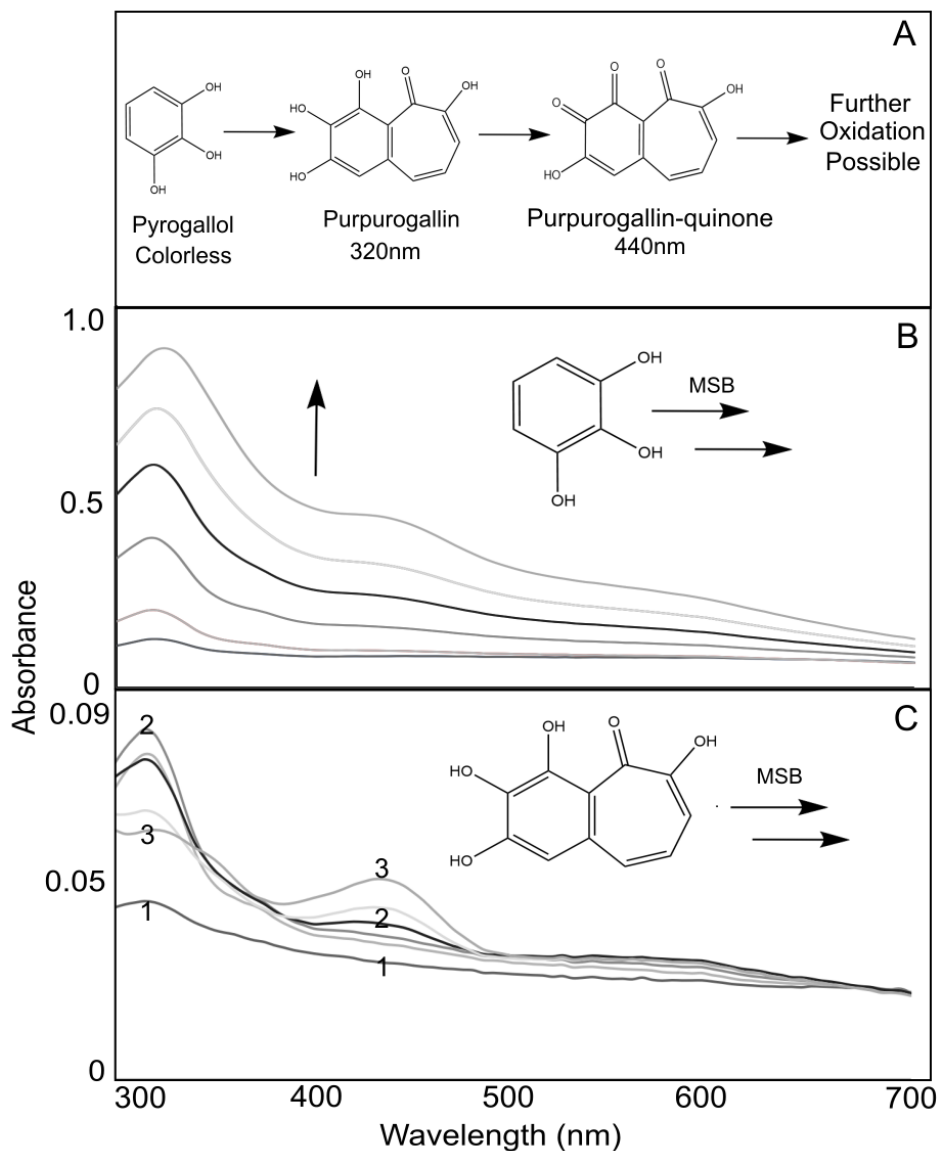 A
OH
OH
OH
Pyrogallol
Colorless
OH
O
OH
HO
HO
Purpurogallin
320nm
O
O
OH
O
HO
Purpurogallin-quinone
440nm
Further
Oxidation
Possible
B
1.0
0.5
0
OH
OH
OH
MSB
Absorbance
C
0.09
0.05
0
2
3
1
3
2
1
OH
O
OH
HO
HO
MSB
300
400
500
600
700
Wavelength (nm)